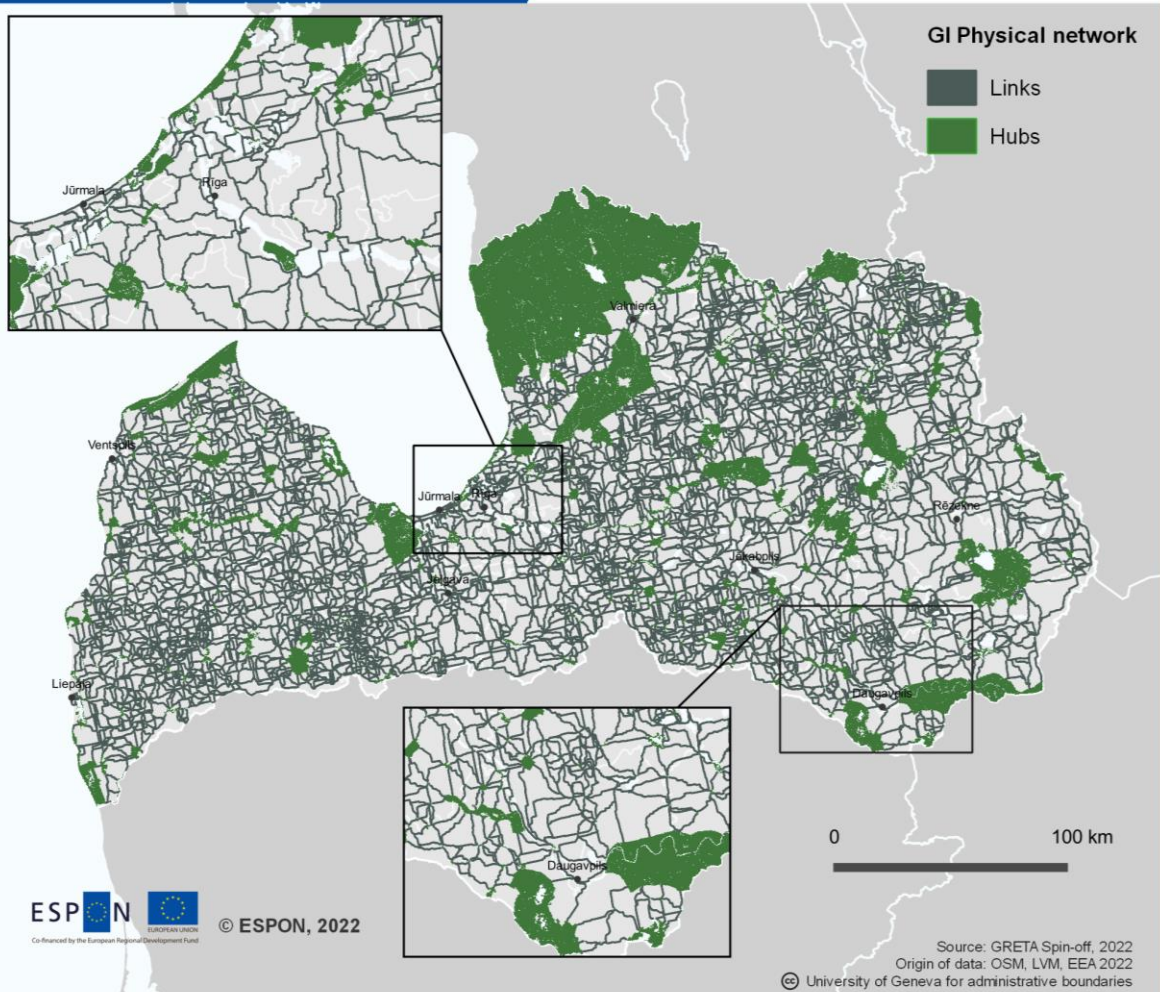 GI Physical network
Links
Hubs
Jūrmala
Rīga
Valmiera
Ventspils
Jūrmala
Rīga
Rēzekne
Jēkabpils
Jelgava
Liepāja
Daugavpils
Daugavpils
0 100 km
ESPON
EUROPEAN UNION
Co-financed by the European Regional Development Fund
© ESPON, 2022
Source: GRETA Spin-off, 2022
Origin of data: OSM, LVM, EEA 2022
cc University of Geneva for administrative boundaries